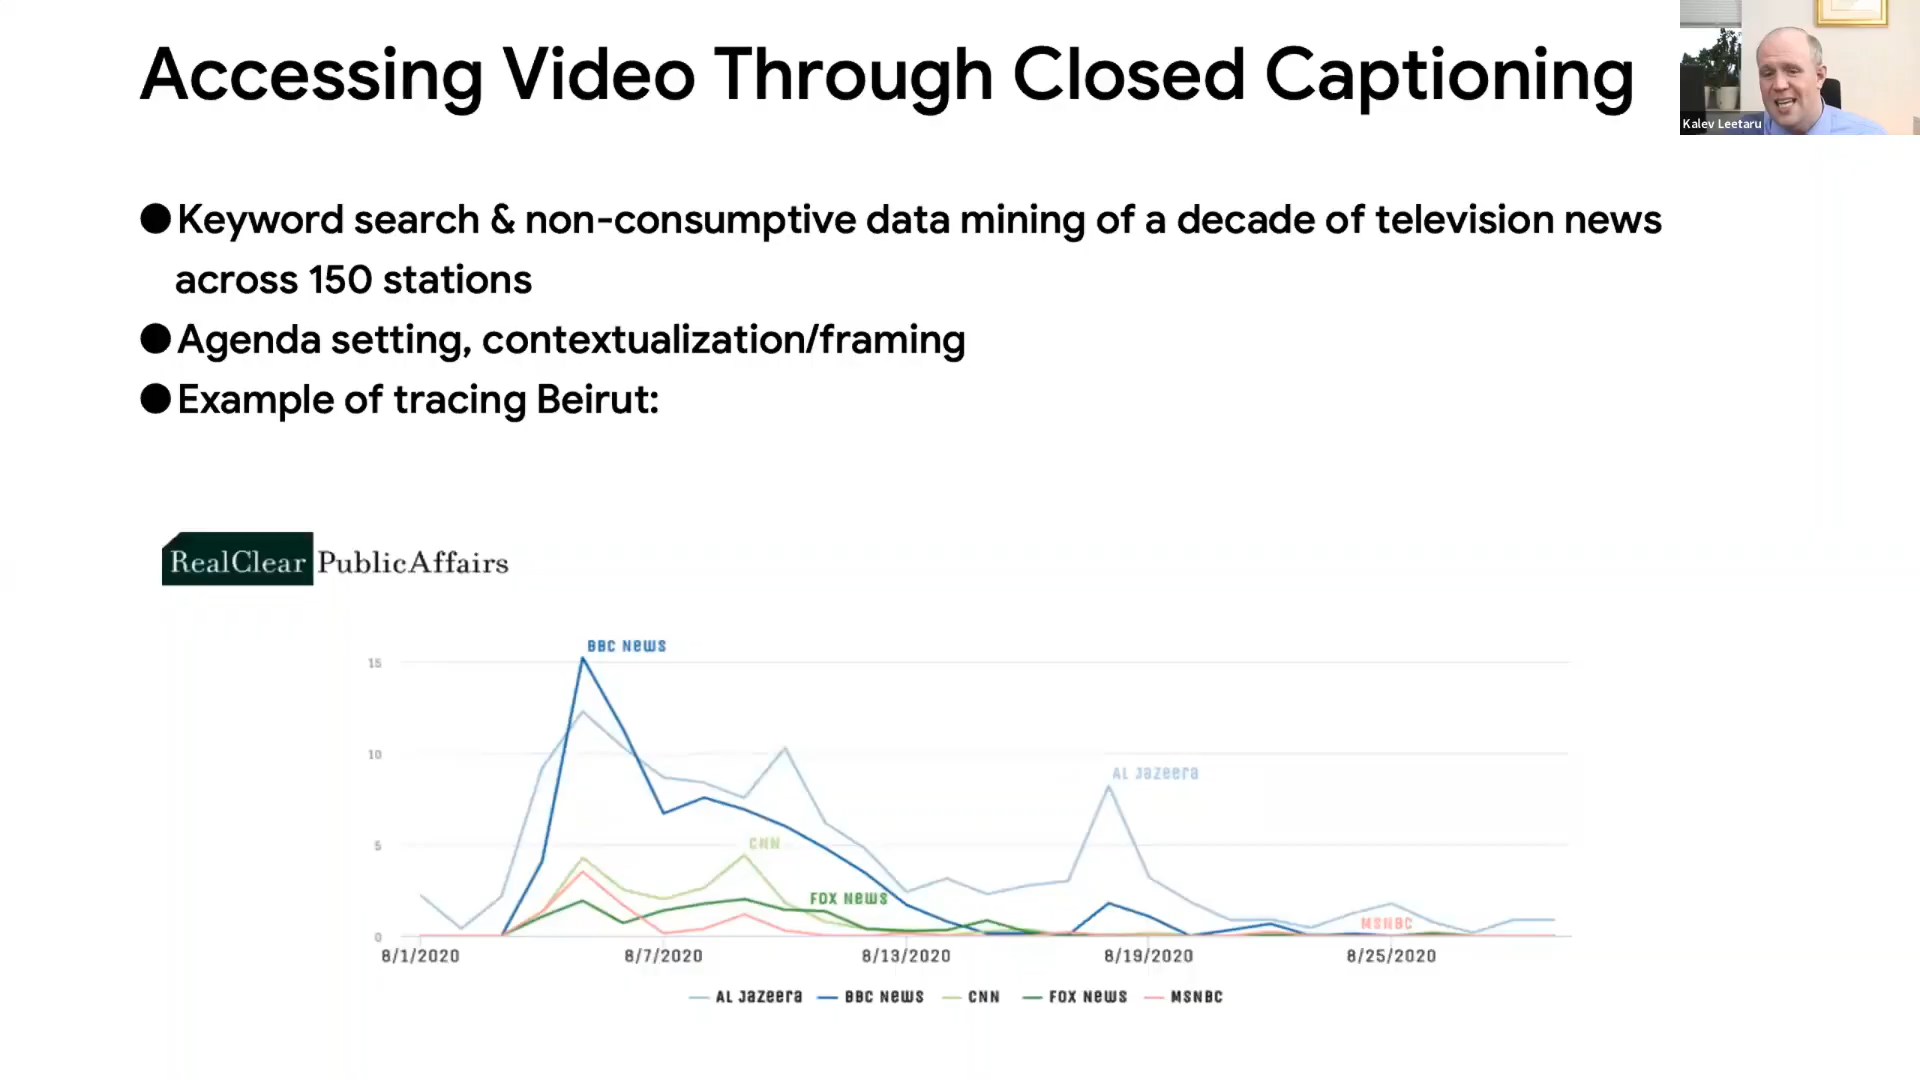 Accessing Video Through Closed Captioning
Kalev Leetaru
● Keyword search & non-consumptive data mining of a decade of television news
across 150 stations
● Agenda setting, contextualization/framing
● Example of tracing Beirut:
RealClear PublicAffairs
BBC News
15
10
AL Jazeera
5
CNN
FOX News
MSNBC
0
8/1/2020 8/7/2020 8/13/2020 8/19/2020 8/25/2020
AL Jazeera BBC News CNN FOX News MSNBC